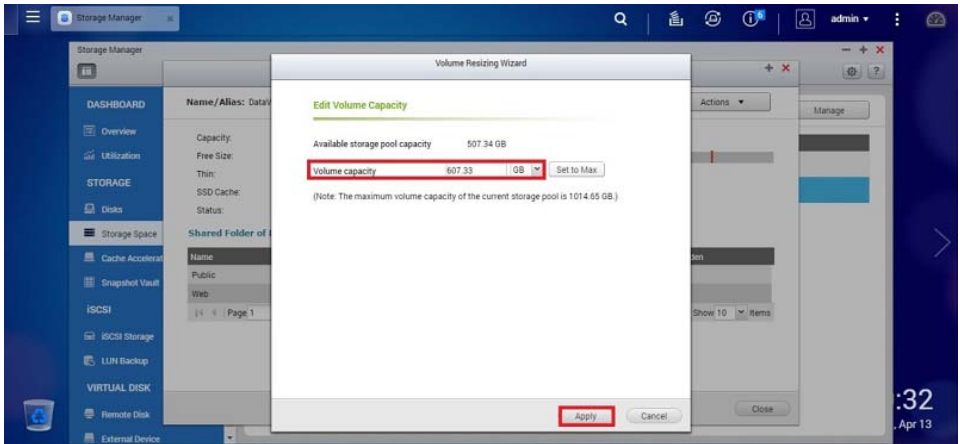 Storage Manager
admin
6
Storage Manager
Volume Resizing Wizard
DASHBOARD
Name/Alias:
Actions
Manage
Edit Volume Capacity
Overview
Capacity:
Available storage pool capacity 507.34 GB
Utilization
Free Size:
Volume capacity 607.33 GB Set to Max
Thin:
STORAGE
SSD Cache:
(Note: The maximum volume capacity of the current storage pool is 1014.65 GB.)
Disks
Status:
Storage Space
Shared Folder of
Cache Accelerat
Name
Public
Snapshot Vault
Web
iSCSI
Page 1
Show 10 Items
iSCSI Storage
LUN Backup
VIRTUAL DISK
Remote Disk
Apply Cancel
Close
External Device
:32
Apr 13